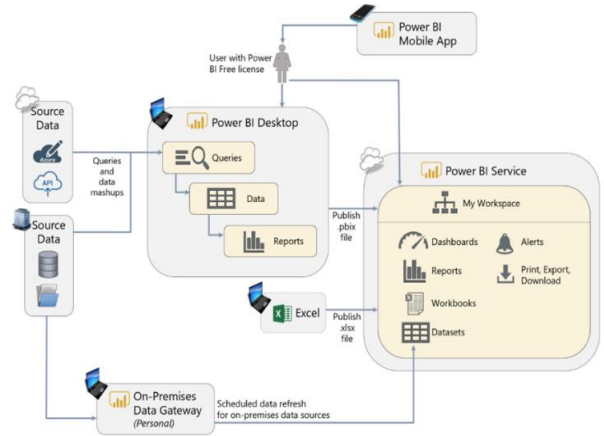 Power BI
Mobile App
User with Power
BI Free license
Source
Data
Azure
API
Queries
and
data
mashups
Power BI Desktop
Queries
Data
Reports
Source
Data
Publish
.pbix
file
Excel
Publish
.xlsx
file
Power BI Service
My Workspace
Dashboards
Alerts
Reports
Print, Export,
Download
Workbooks
Datasets
On-Premises
Data Gateway
(Personal)
Scheduled data refresh
for on-premises data sources